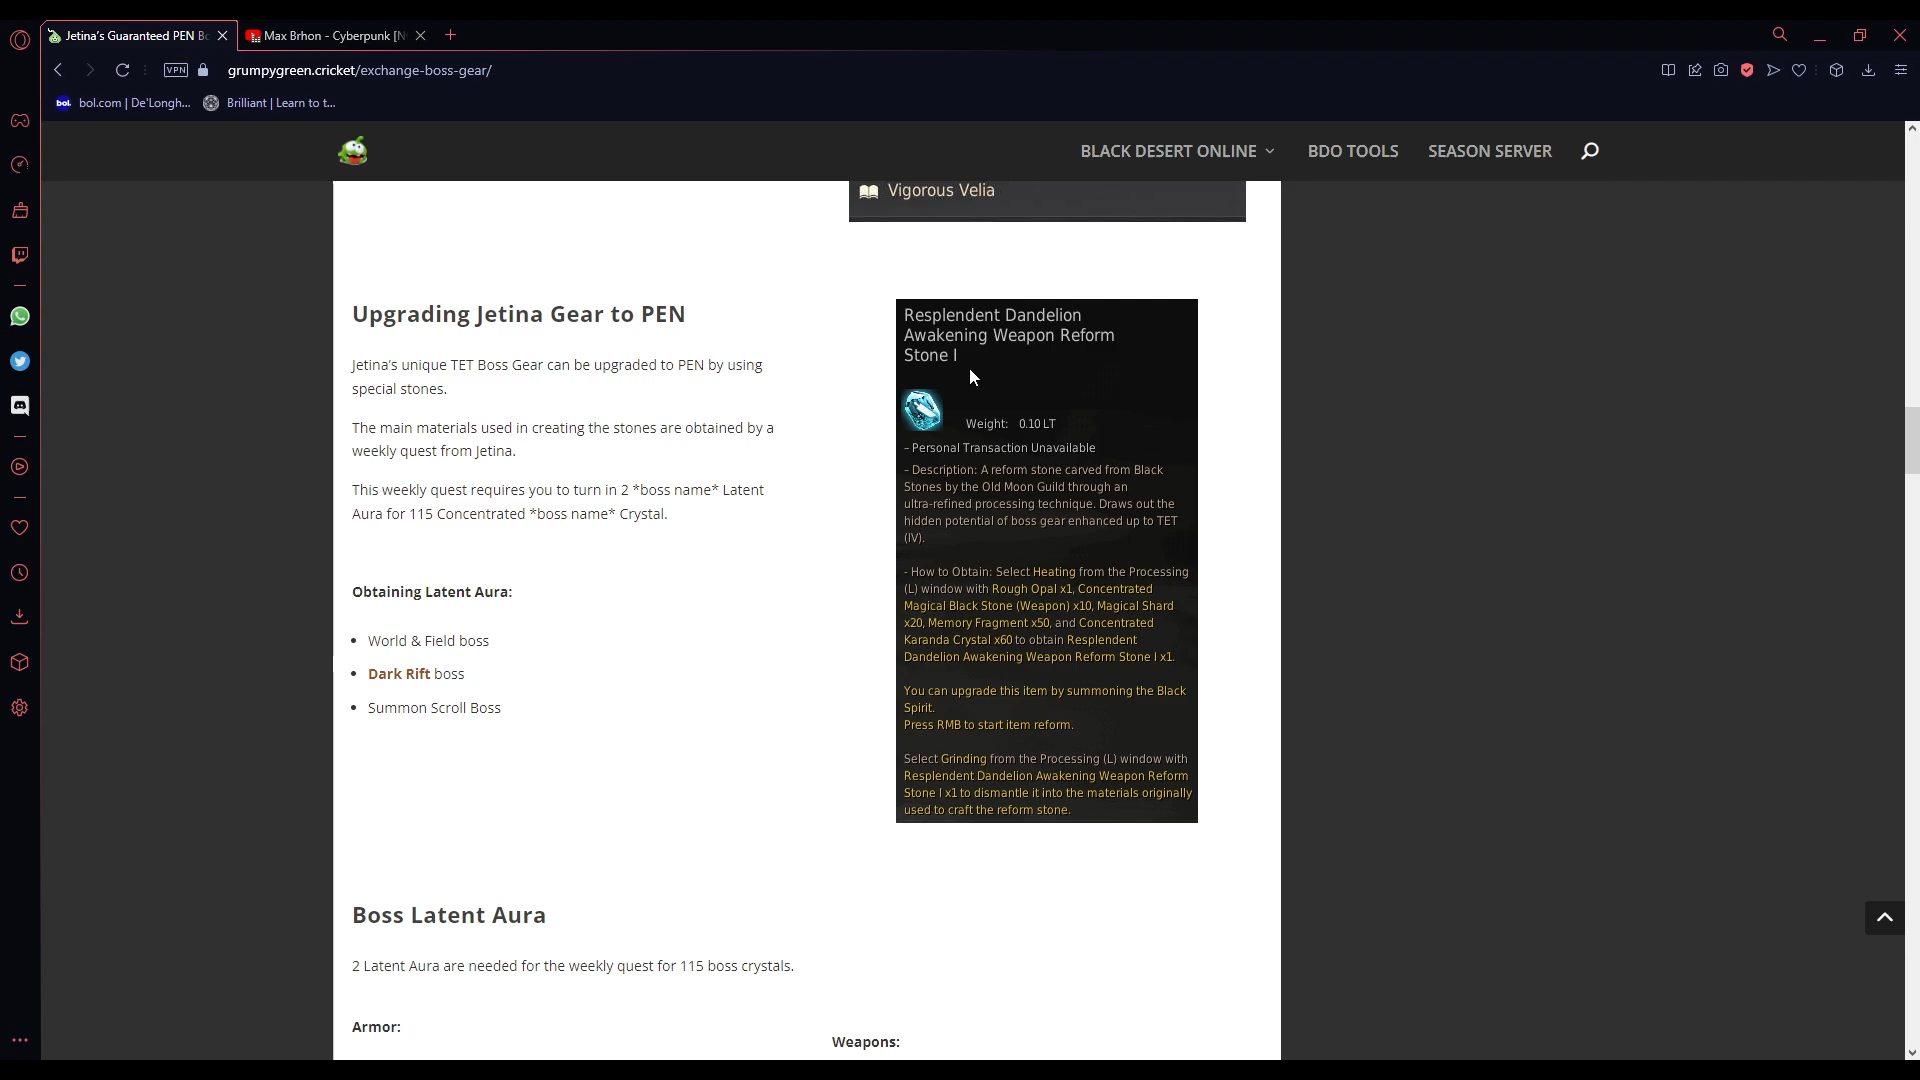 Jetina's Guaranteed PEN Bo
Max Brhon - Cyberpunk [N
VPN
grumpygreen.cricket/exchange-boss-gear/
bol. bol.com | De'Longh...
Brilliant | Learn to t...
BLACK DESERT ONLINE
BDO TOOLS
SEASON SERVER
Vigorous Velia
Upgrading Jetina Gear to PEN
Jetina's unique TET Boss Gear can be upgraded to PEN by using
special stones.
The main materials used in creating the stones are obtained by a
weekly quest from Jetina.
This weekly quest requires you to turn in 2 *boss name* Latent
Aura for 115 Concentrated *boss name* Crystal.
Obtaining Latent Aura:
• World & Field boss
• Dark Rift boss
• Summon Scroll Boss
Resplendent Dandelion
Awakening Weapon Reform
Stone I
Weight: 0.10 LT
- Personal Transaction Unavailable
- Description: A reform stone carved from Black
Stones by the Old Moon Guild through an
ultra-refined processing technique. Draws out the
hidden potential of boss gear enhanced up to TET
(IV).
- How to Obtain: Select Heating from the Processing
(L) window with Rough Opal x1, Concentrated
Magical Black Stone (Weapon) x10, Magical Shard
x20, Memory Fragment x50, and Concentrated
Karanda Crystal x60 to obtain Resplendent
Dandelion Awakening Weapon Reform Stone I x1.
You can upgrade this item by summoning the Black
Spirit.
Press RMB to start item reform.
Select Grinding from the Processing (L) window with
Resplendent Dandelion Awakening Weapon Reform
Stone I x1 to dismantle it into the materials originally
used to craft the reform stone.
Boss Latent Aura
2 Latent Aura are needed for the weekly quest for 115 boss crystals.
Armor:
Weapons: